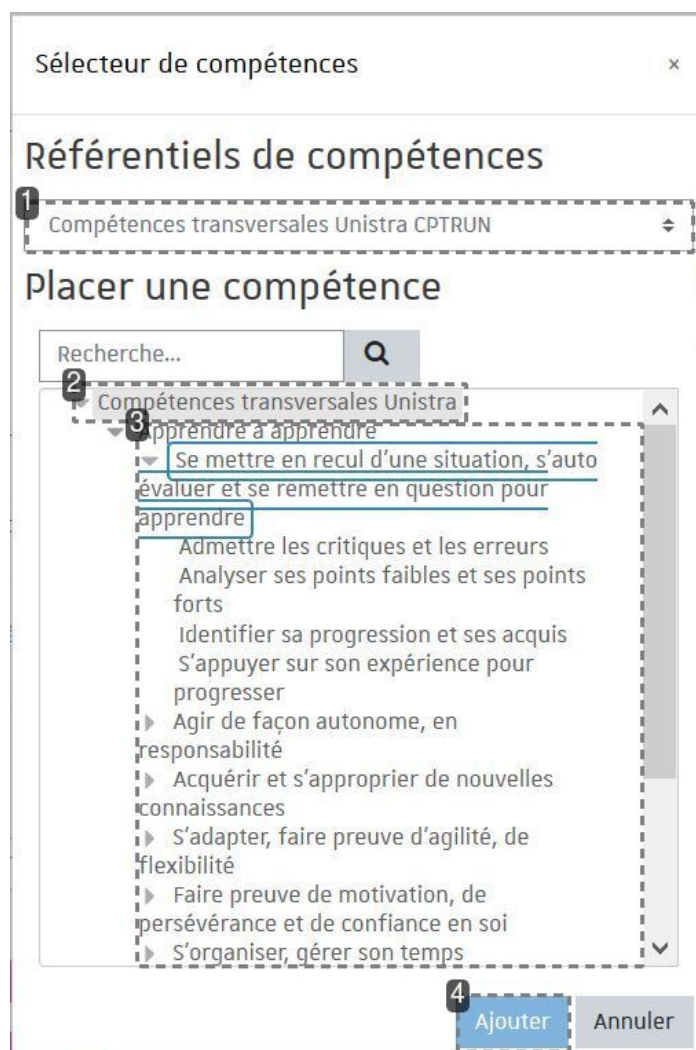 Sélecteur de compétences ×
Référentiels de compétences
1
Compétences transversales Unistra CPTRUN
Placer une compétence
Recherche...
2
Compétences transversales Unistra
3
Apprendre à apprendre
Se mettre en recul d'une situation, s'auto
évaluer et se remettre en question pour
apprendre
Admettre les critiques et les erreurs
Analyser ses points faibles et ses points
forts
Identifier sa progression et ses acquis
S'appuyer sur son expérience pour
progresser
Agir de façon autonome, en
responsabilité
Acquérir et s'approprier de nouvelles
connaissances
S'adapter, faire preuve d'agilité, de
flexibilité
Faire preuve de motivation, de
persévérance et de confiance en soi
S'organiser, gérer son temps
4
Ajouter Annuler